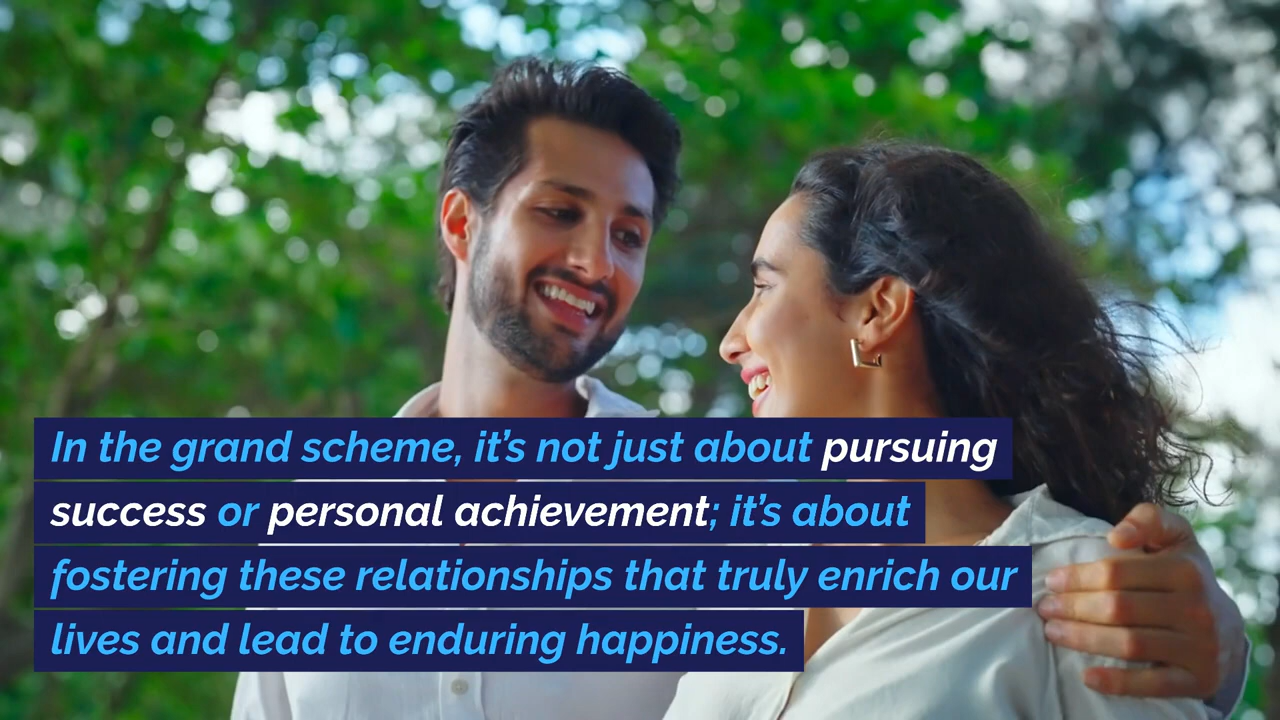 In the grand scheme, it’s not just about pursuing
success or personal achievement; it’s about
fostering these relationships that truly enrich our
lives and lead to enduring happiness.